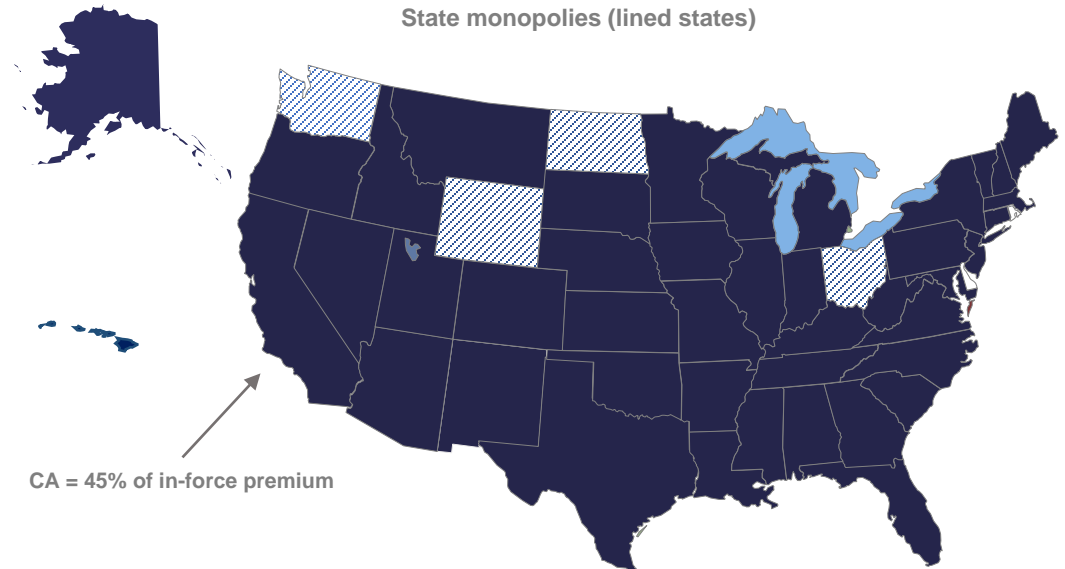 State monopolies (lined states)
CA = 45% of in-force premium